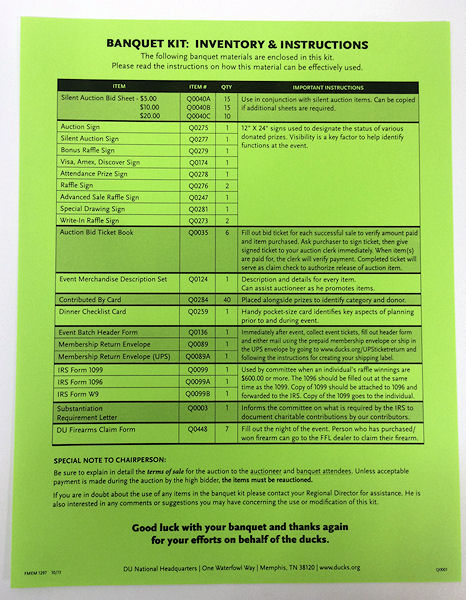 BANQUET KIT: INVENTORY & INSTRUCTIONS
The following banquet materials are enclosed in this kit.
Please read the instructions on how this material can be effectively used.
ITEM ITEM # QTY IMPORTANT INSTRUCTIONS
Silent Auction Bid Sheet - $5.00 Q0040A 15 Use in conjunction with silent auction items. Can be copied
$10.00 Q0040B 15 if additional sheets are required.
$20.00 Q0040C 10
Auction Sign Q0275 1 12" X 24" signs used to designate the status of various
Silent Auction Sign Q0277 1 donated prizes. Visibility is a key factor to help identify
Bonus Raffle Sign Q0279 1 functions at the event.
Visa, Amex, Discover Sign Q0174 1
Attendance Prize Sign Q0278 1
Raffle Sign Q0276 2
Advanced Sale Raffle Sign Q0247 1
Special Drawing Sign Q0281 1
Write-In Raffle Sign Q0273 2
Auction Bid Ticket Book Q0035 6 Fill out bid ticket for each successful sale to verify amount paid
and item purchased. Ask purchaser to sign ticket, then give
signed ticket to your auction clerk immediately. When item(s)
are paid for, the clerk will verify payment. Completed ticket will
serve as claim check to authorize release of auction item.
Event Merchandise Description Set Q0124 1 Description and details for every item.
Can assist auctioneer as he promotes items.
Contributed By Card Q0284 40 Placed alongside prizes to identify category and donor.
Dinner Checklist Card Q0259 1 Handy pocket-size card identifies key aspects of planning
prior to and during event.
Event Batch Header Form Q0136 1 Immediately after event, collect event tickets, fill out header form
Membership Return Envelope Q0089 1 and either mail using the prepaid membership envelope or ship in
the UPS envelope by going to www.ducks.org/UPSticketreturn and
Membership Return Envelope (UPS) Q0089A 1 following the instructions for creating your shipping label.
IRS Form 1099 Q0099 1 Used by committee when an individual's raffle winnings are
IRS Form 1096 Q0099A 1 $600.00 or more. The 1096 should be filled out at the same
time as the 1099. Copy of 1099 should be attached to 1096 and
IRS Form W9 Q0099B 1 forwarded to the IRS. Copy of the 1099 goes to the individual.
Substantiation Q0003 1 Informs the committee on what is required by the IRS to
Requirement Letter document charitable contributions by our contributors.
DU Firearms Claim Form Q0448 7 Fill out the night of the event. Person who has purchased/
won firearm can go to the FFL dealer to claim their firearm.
SPECIAL NOTE TO CHAIRPERSON:
Be sure to explain in detail the terms of sale for the auction to the auctioneer and banquet attendees. Unless acceptable
payment is made during the auction by the high bidder, the items must be reauctioned.
If you are in doubt about the use of any items in the banquet kit please contact your Regional Director for assistance. He is
also interested in any comments or suggestions you may have concerning the use or modification of this kit.
Good luck with your banquet and thanks again
for your efforts on behalf of the ducks.
DU National Headquarters | One Waterfowl Way | Memphis, TN 38120 | www.ducks.org
FMEM 1297 10/13
Q0001